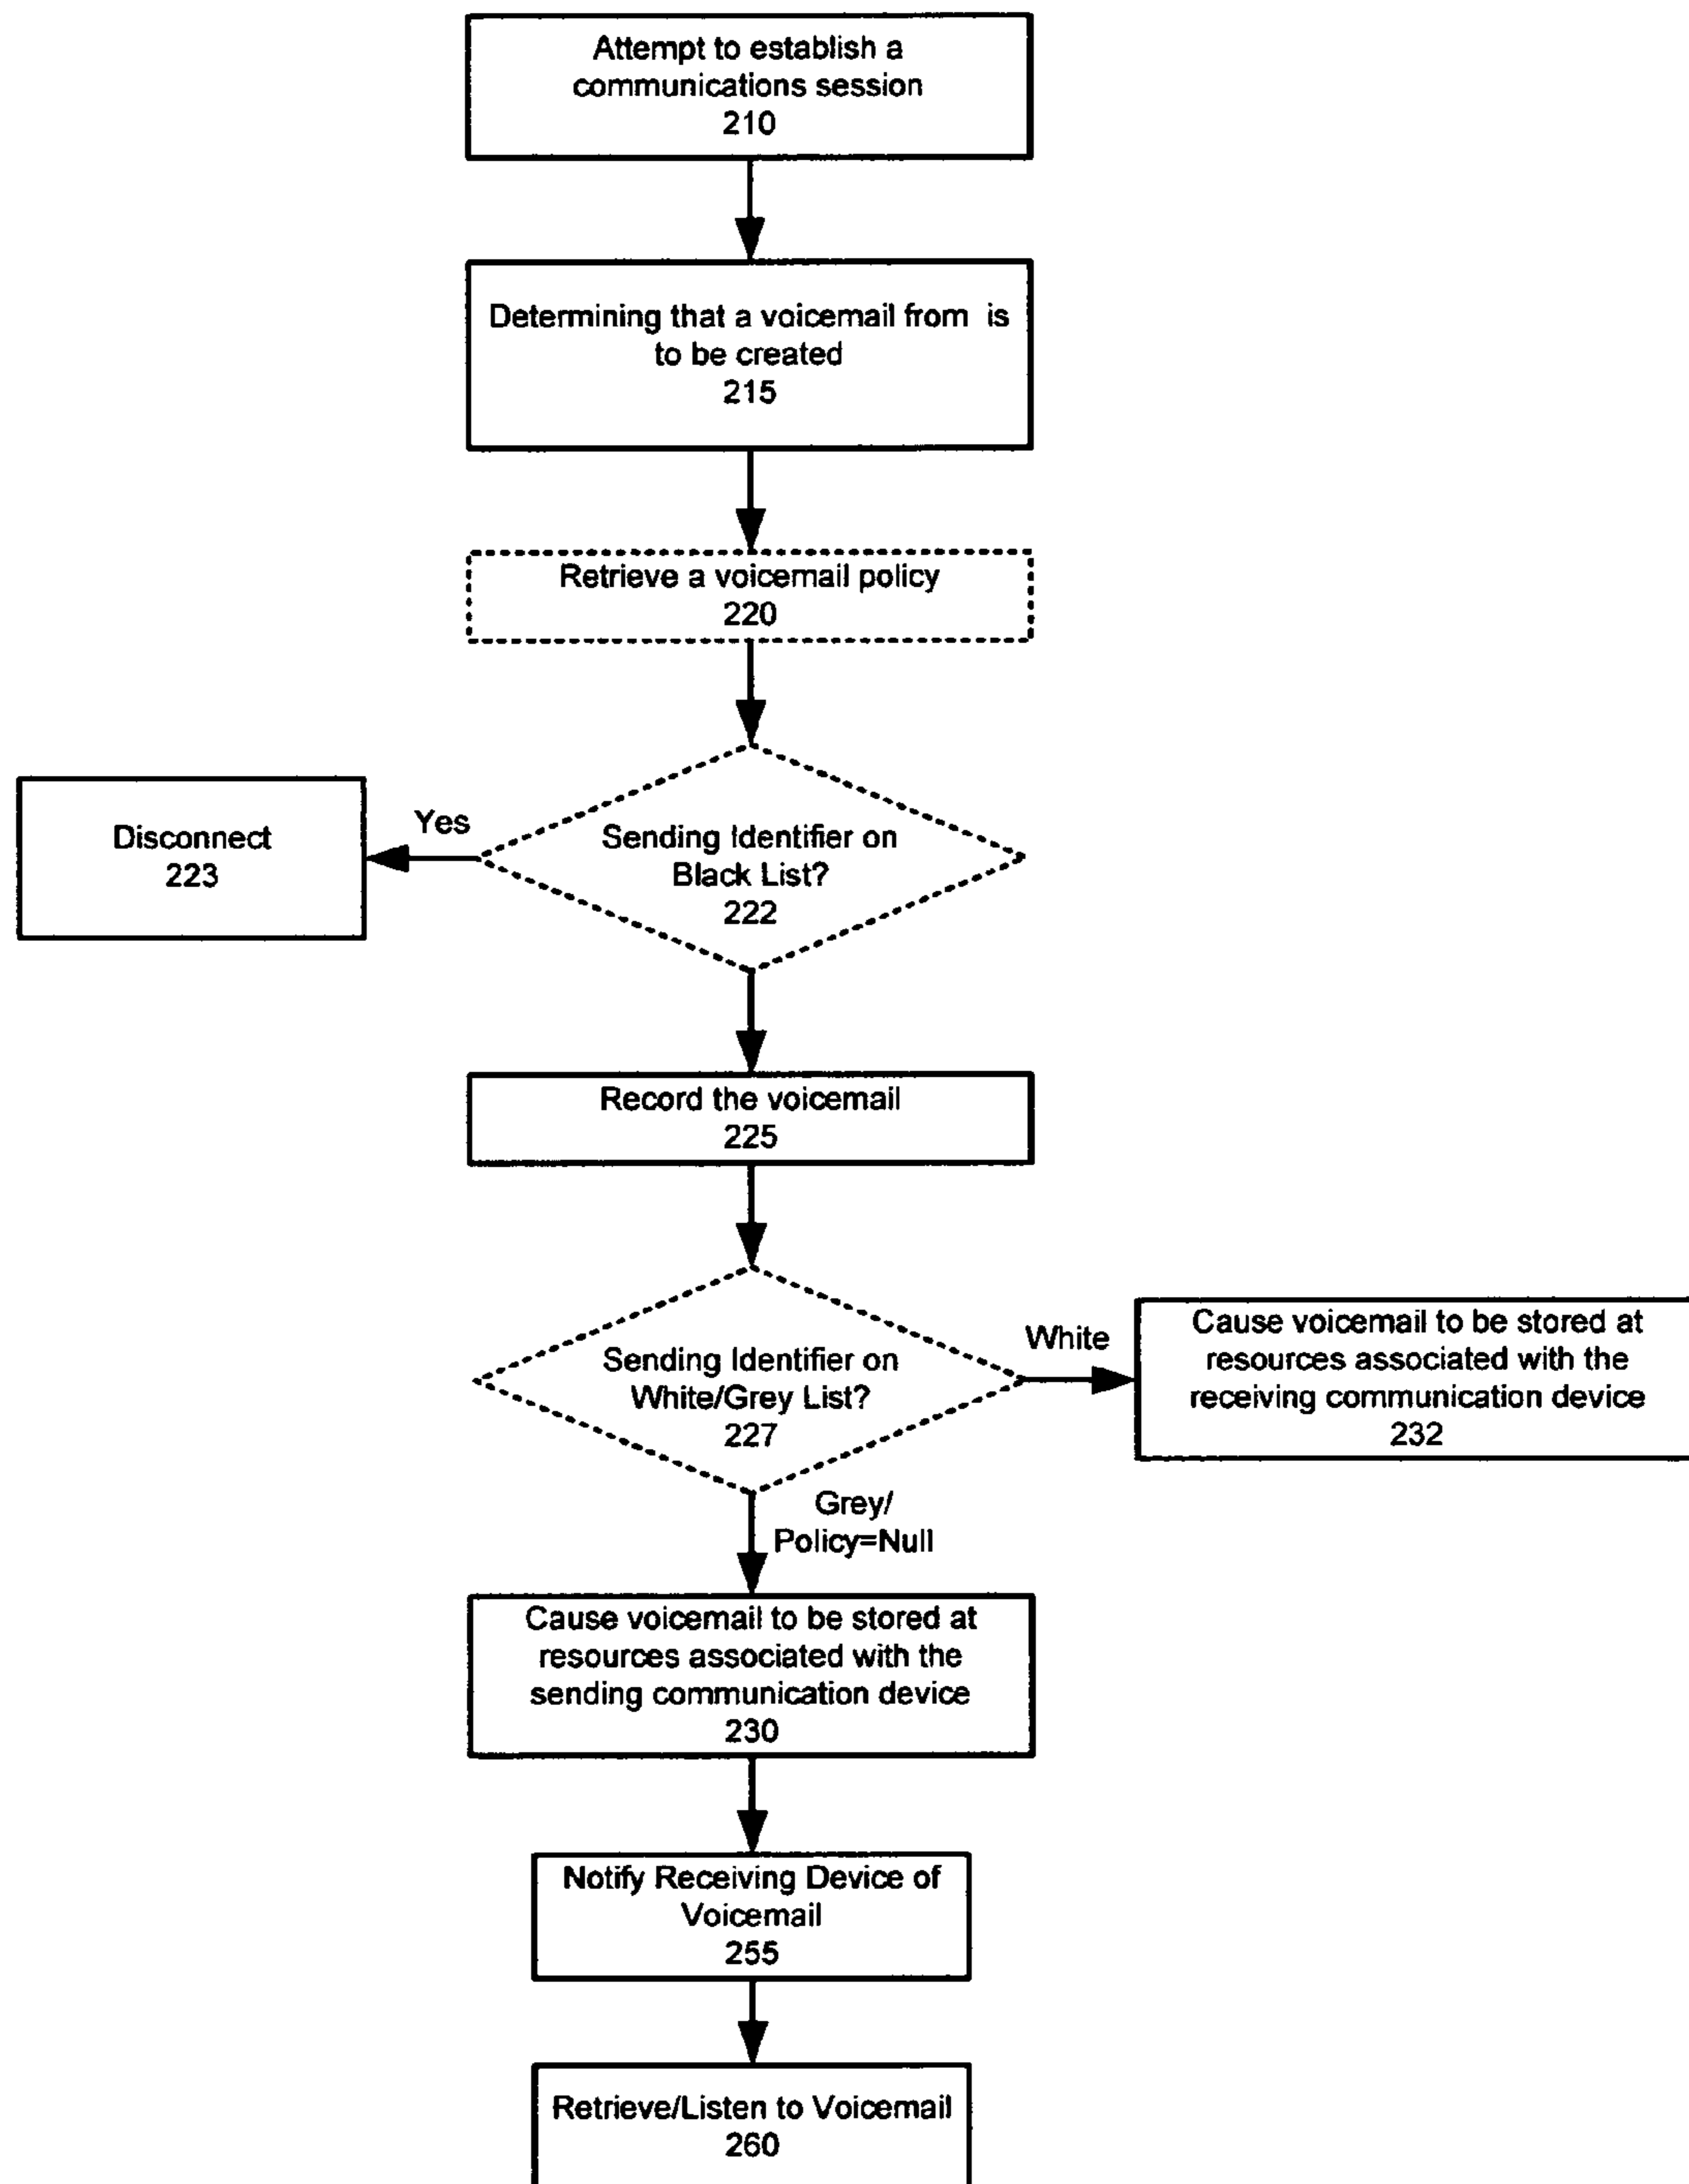 Attempt to establish a
communications session
210
Determining that a voicemail from is
to be created
215
Retrieve a voicemail policy
220
Yes
Disconnect
223
Sending Identifier on
Black List?
222
Record the voicemail
225
Sending Identifier on
White/Grey List?
227
White
Cause voicemail to be stored at
resources associated with the
receiving communication device
232
Grey/
Policy=Null
Cause voicemail to be stored at
resources associated with the
sending communication device
230
Notify Receiving Device of
Voicemail
255
Retrieve/Listen to Voicemail
260